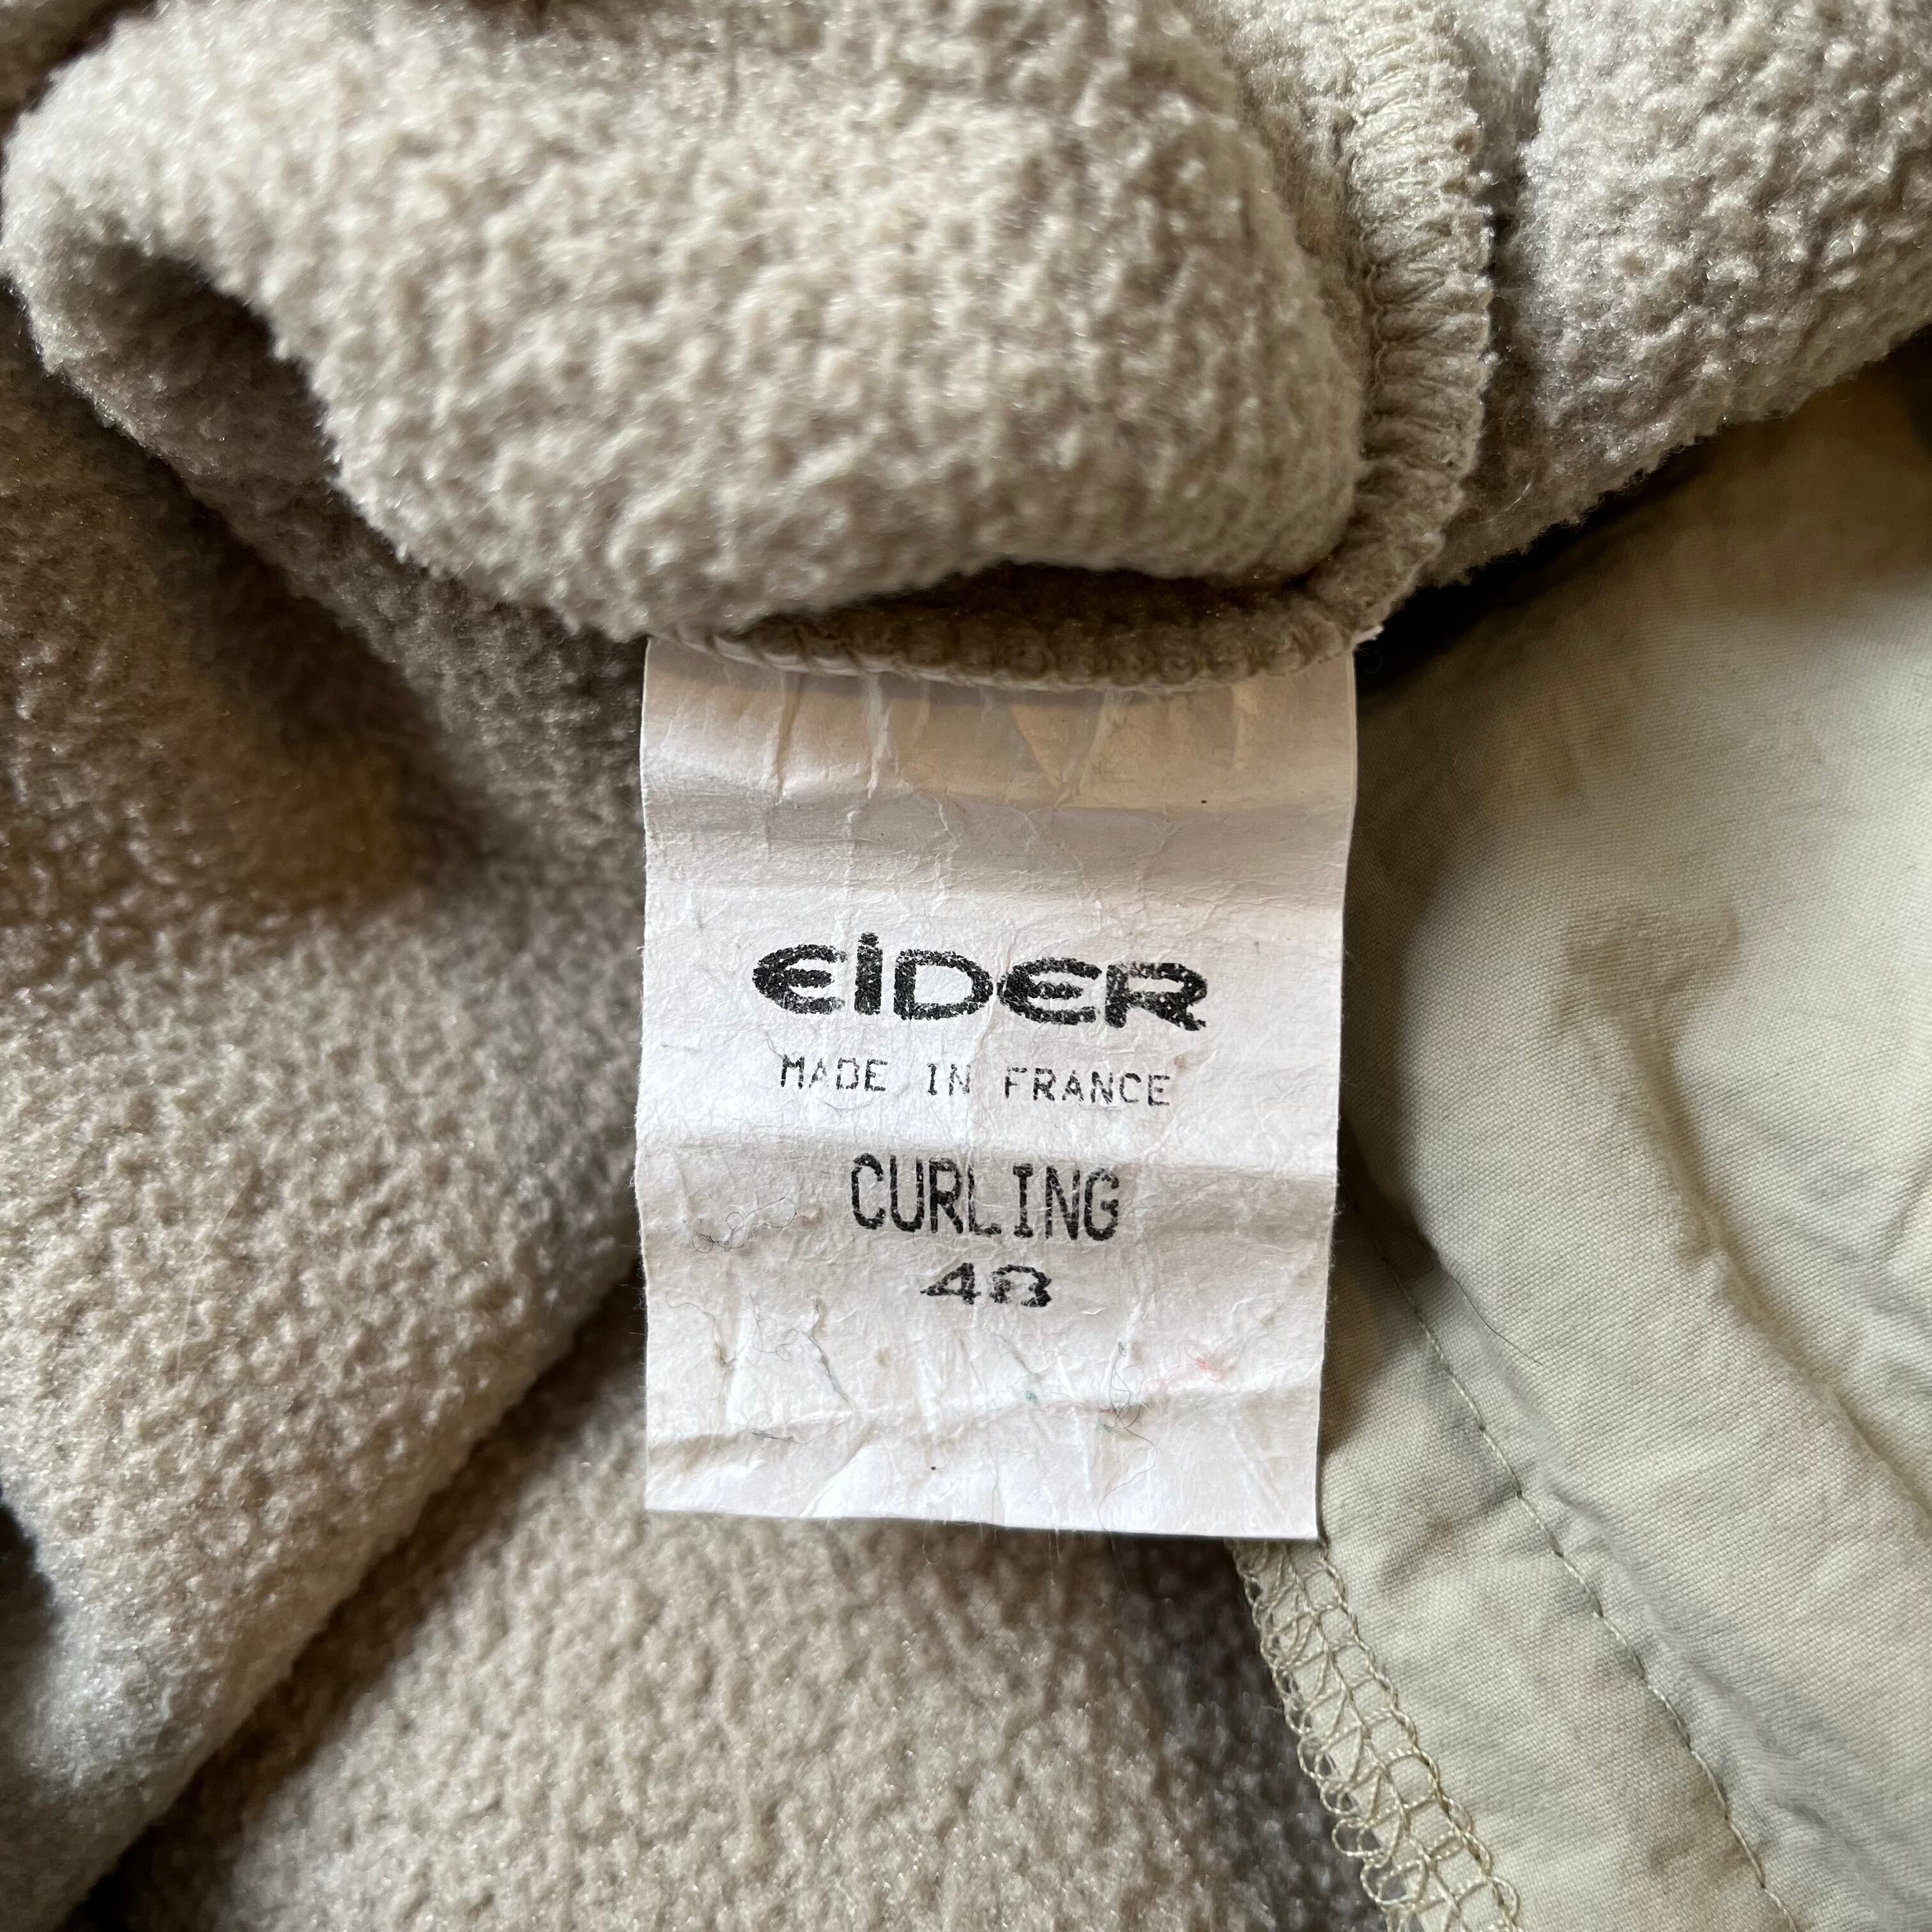 EiDER
MADE IN FRANCE
CURLING
48